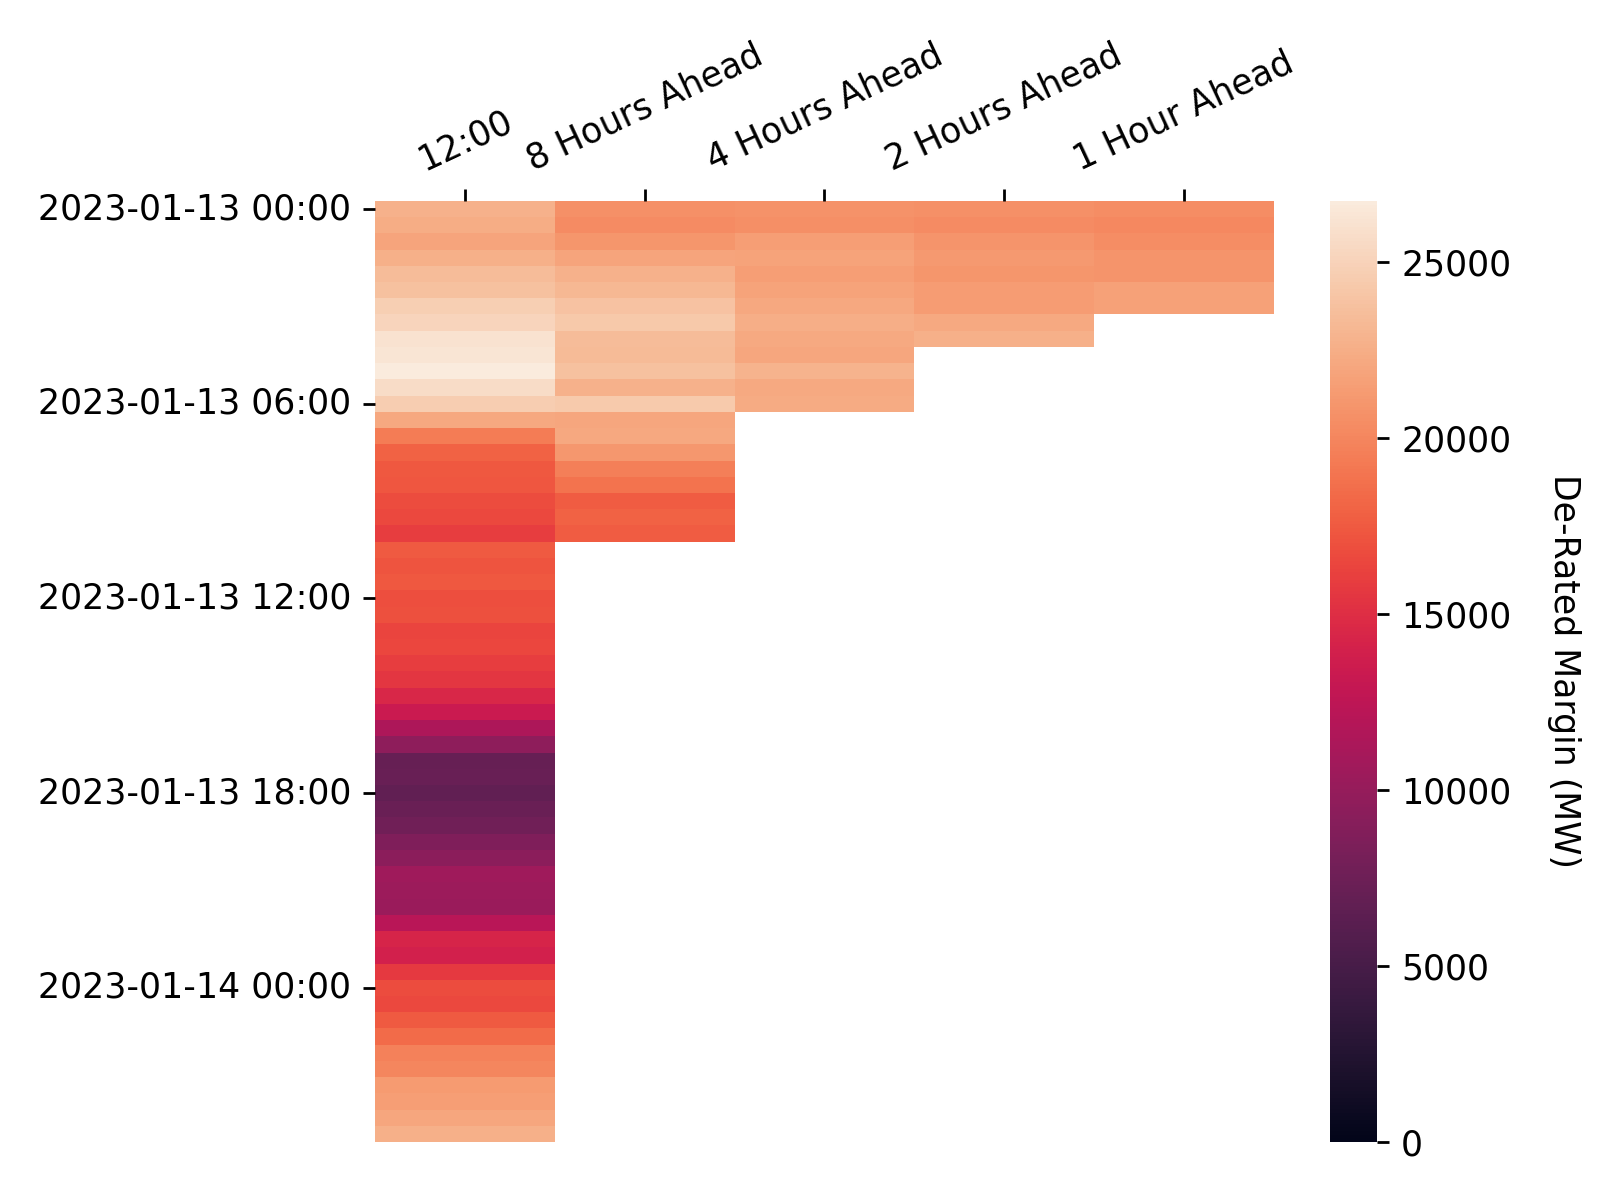 12:00
8 Hours Ahead
4 Hours Ahead
2 Hours Ahead
1 Hour Ahead
2023-01-13 00:00
2023-01-13 06:00
2023-01-13 12:00
2023-01-13 18:00
2023-01-14 00:00
25000
20000
15000
10000
5000
0
De-Rated Margin (MW)